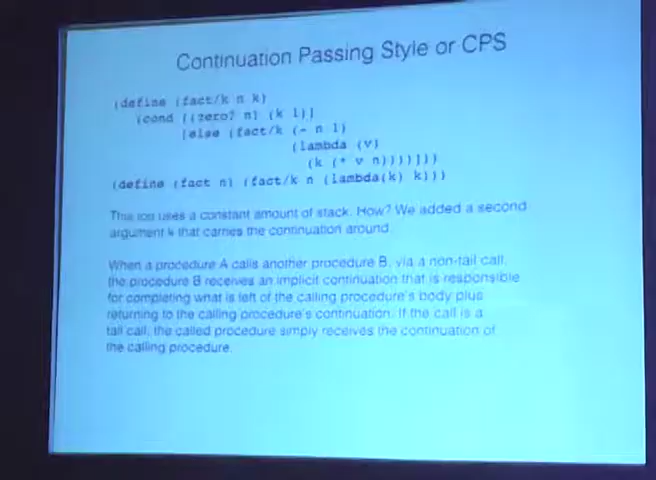 Continuation Passing Style or CPS
(define (fact/k n k)
(cond [(zero? n) (k 1)]
[else (fact/k (- n 1)
(lambda (v)
(k (* v n))))]))
(define (fact n) (fact/k n (lambda(k) k)))
This too uses a constant amount of stack. How? We added a second
argument k that carries the continuation around.
When a procedure A calls another procedure B, via a non-tail call,
the procedure B receives an implicit continuation that is responsible
for completing what is left of the calling procedure's body plus
returning to the calling procedure's continuation. If the call is a
tail call, the called procedure simply receives the continuation of
the calling procedure.